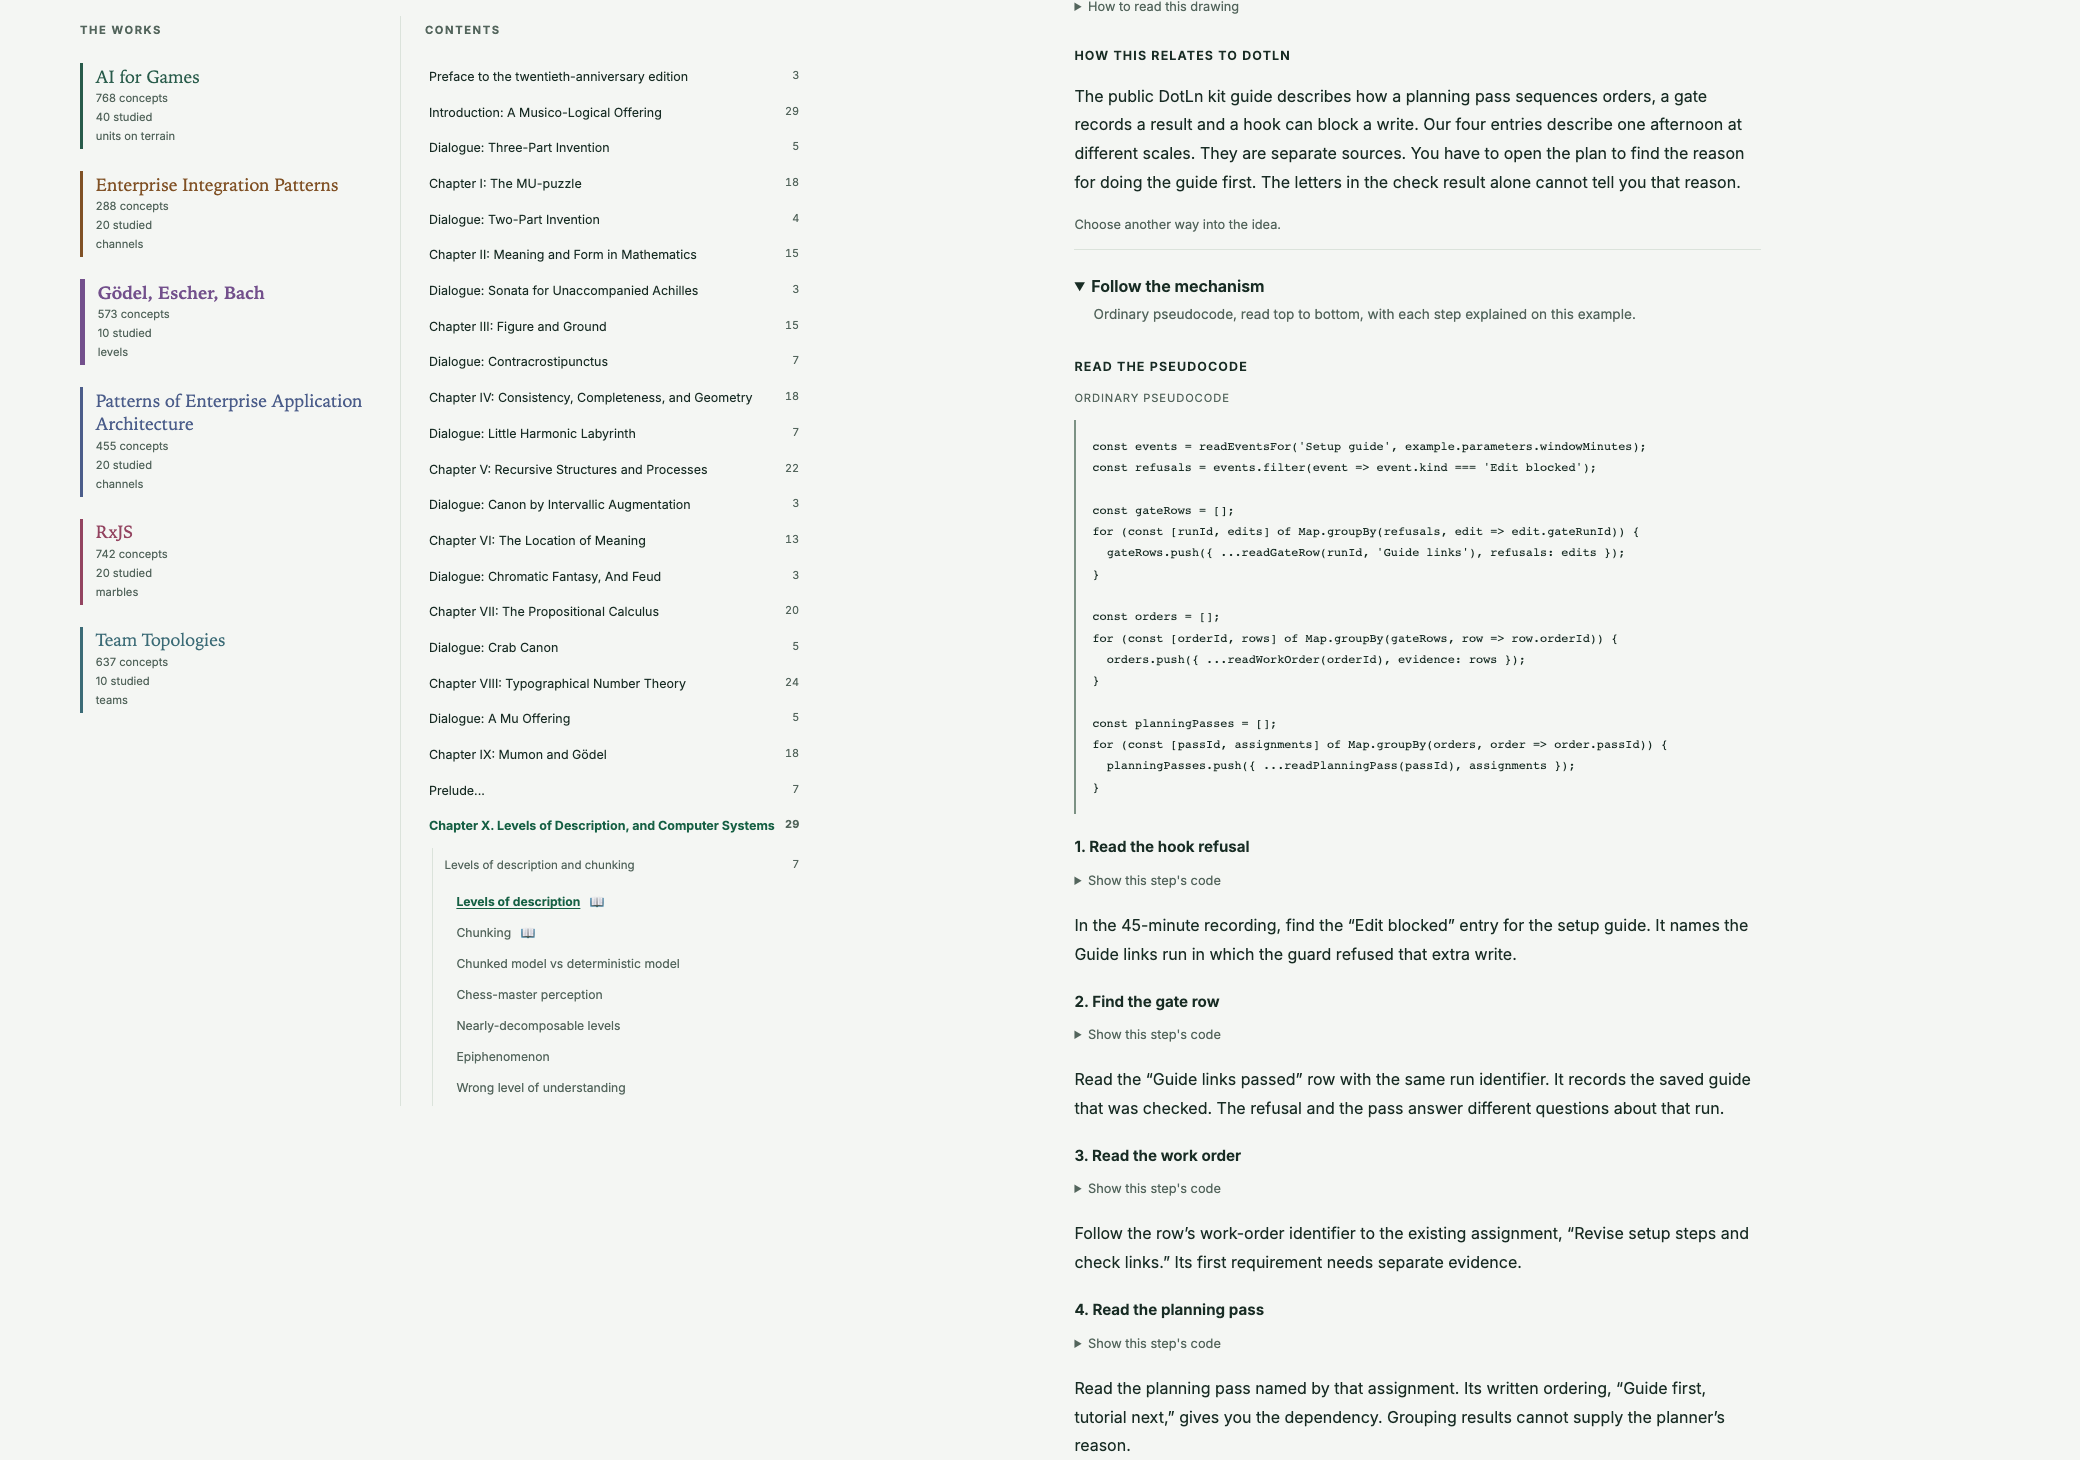 THE WORKS
AI for Games
768 concepts
40 studied
units on terrain
Enterprise Integration Patterns
288 concepts
20 studied
channels
Gödel, Escher, Bach
573 concepts
10 studied
levels
Patterns of Enterprise Application
Architecture
455 concepts
20 studied
channels
RxJS
742 concepts
20 studied
marbles
Team Topologies
637 concepts
10 studied
teams
CONTENTS
Preface to the twentieth-anniversary edition 3
Introduction: A Musico-Logical Offering 29
Dialogue: Three-Part Invention 5
Chapter I: The MU-puzzle 18
Dialogue: Two-Part Invention 4
Chapter II: Meaning and Form in Mathematics 15
Dialogue: Sonata for Unaccompanied Achilles 3
Chapter III: Figure and Ground 15
Dialogue: Contracrostipunctus 7
Chapter IV: Consistency, Completeness, and Geometry 18
Dialogue: Little Harmonic Labyrinth 7
Chapter V: Recursive Structures and Processes 22
Dialogue: Canon by Intervallic Augmentation 3
Chapter VI: The Location of Meaning 13
Dialogue: Chromatic Fantasy, And Feud 3
Chapter VII: The Propositional Calculus 20
Dialogue: Crab Canon 5
Chapter VIII: Typographical Number Theory 24
Dialogue: A Mu Offering 5
Chapter IX: Mumon and Gödel 18
Prelude... 7
Chapter X. Levels of Description, and Computer Systems 29
Levels of description and chunking 7
Levels of description
Chunking
Chunked model vs deterministic model
Chess-master perception
Nearly-decomposable levels
Epiphenomenon
Wrong level of understanding
How to read this drawing
HOW THIS RELATES TO DOTLN
The public DotLn kit guide describes how a planning pass sequences orders, a gate
records a result and a hook can block a write. Our four entries describe one afternoon at
different scales. They are separate sources. You have to open the plan to find the reason
for doing the guide first. The letters in the check result alone cannot tell you that reason.
Choose another way into the idea.
Follow the mechanism
Ordinary pseudocode, read top to bottom, with each step explained on this example.
READ THE PSEUDOCODE
ORDINARY PSEUDOCODE
const events = readEventsFor('Setup guide', example.parameters.windowMinutes);
const refusals = events.filter(event => event.kind === 'Edit blocked');
const gateRows = [];
for (const [runId, edits] of Map.groupBy(refusals, edit => edit.gateRunId)) {
gateRows.push({ ...readGateRow(runId, 'Guide links'), refusals: edits });
}
const orders = [];
for (const [orderId, rows] of Map.groupBy(gateRows, row => row.orderId)) {
orders.push({ ...readWorkOrder(orderId), evidence: rows });
}
const planningPasses = [];
for (const [passId, assignments] of Map.groupBy(orders, order => order.passId)) {
planningPasses.push({ ...readPlanningPass(passId), assignments });
}
1. Read the hook refusal
Show this step's code
In the 45-minute recording, find the “Edit blocked” entry for the setup guide. It names the
Guide links run in which the guard refused that extra write.
2. Find the gate row
Show this step's code
Read the “Guide links passed” row with the same run identifier. It records the saved guide
that was checked. The refusal and the pass answer different questions about that run.
3. Read the work order
Show this step's code
Follow the row’s work-order identifier to the existing assignment, “Revise setup steps and
check links.” Its first requirement needs separate evidence.
4. Read the planning pass
Show this step's code
Read the planning pass named by that assignment. Its written ordering, “Guide first,
tutorial next,” gives you the dependency. Grouping results cannot supply the planner’s
reason.